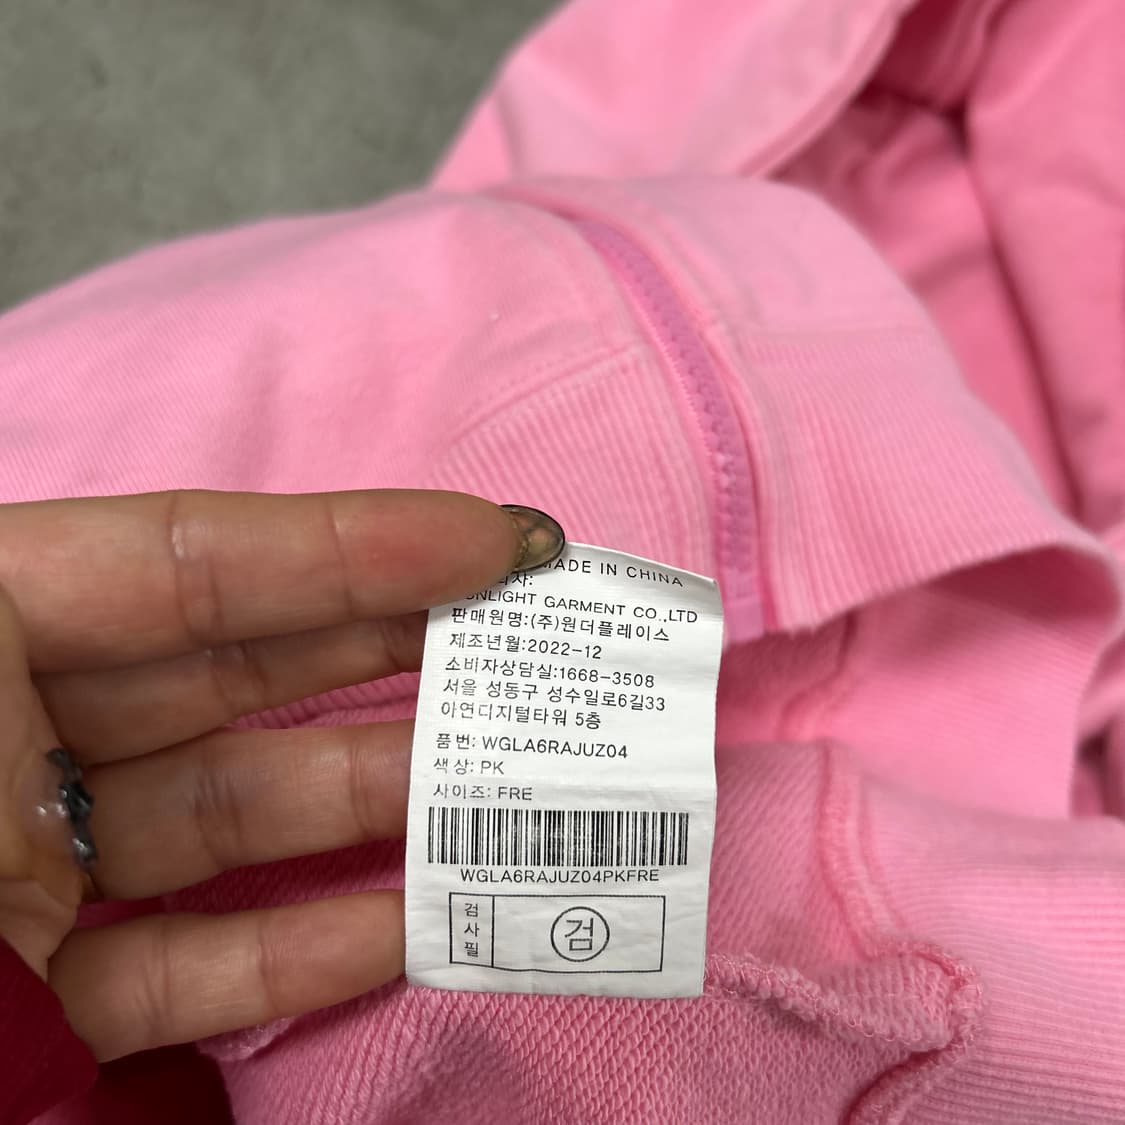 MADE IN CHINA
GARMENT CO.,LTD
판매원명:(주)원더플레이스
제조년월:2022-12
소비자상담실:1668-3508
서울 성동구 성수일로6길33
아연디지털타워 5층
품번: WGLA6RAJUZ04
색상: PK
사이즈: FRE
WGLA6RAJUZ04PKFRE
검사필
검